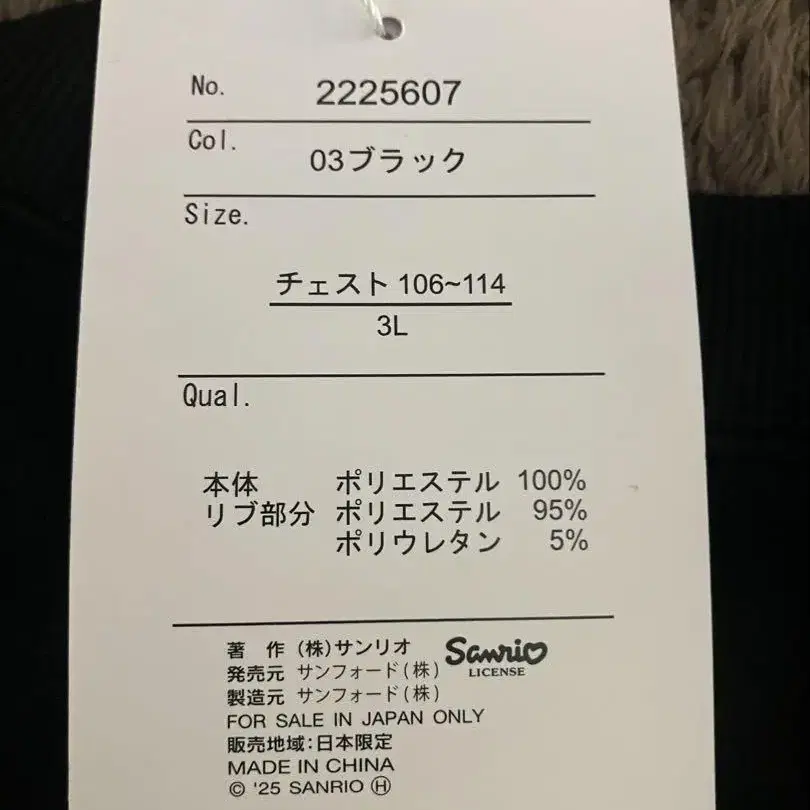 No. 2225607
Col. 03ブラック
Size.
チェスト 106~114
3L
Qual.
本体 ポリエステル 100%
リブ部分 ポリエステル 95%
ポリウレタン 5%
著 作 (株)サンリオ
Sanrio
LICENSE
発売元 サンフォード(株)
製造元 サンフォード(株)
FOR SALE IN JAPAN ONLY
販売地域:日本限定
MADE IN CHINA
© '25 SANRIO Ⓗ